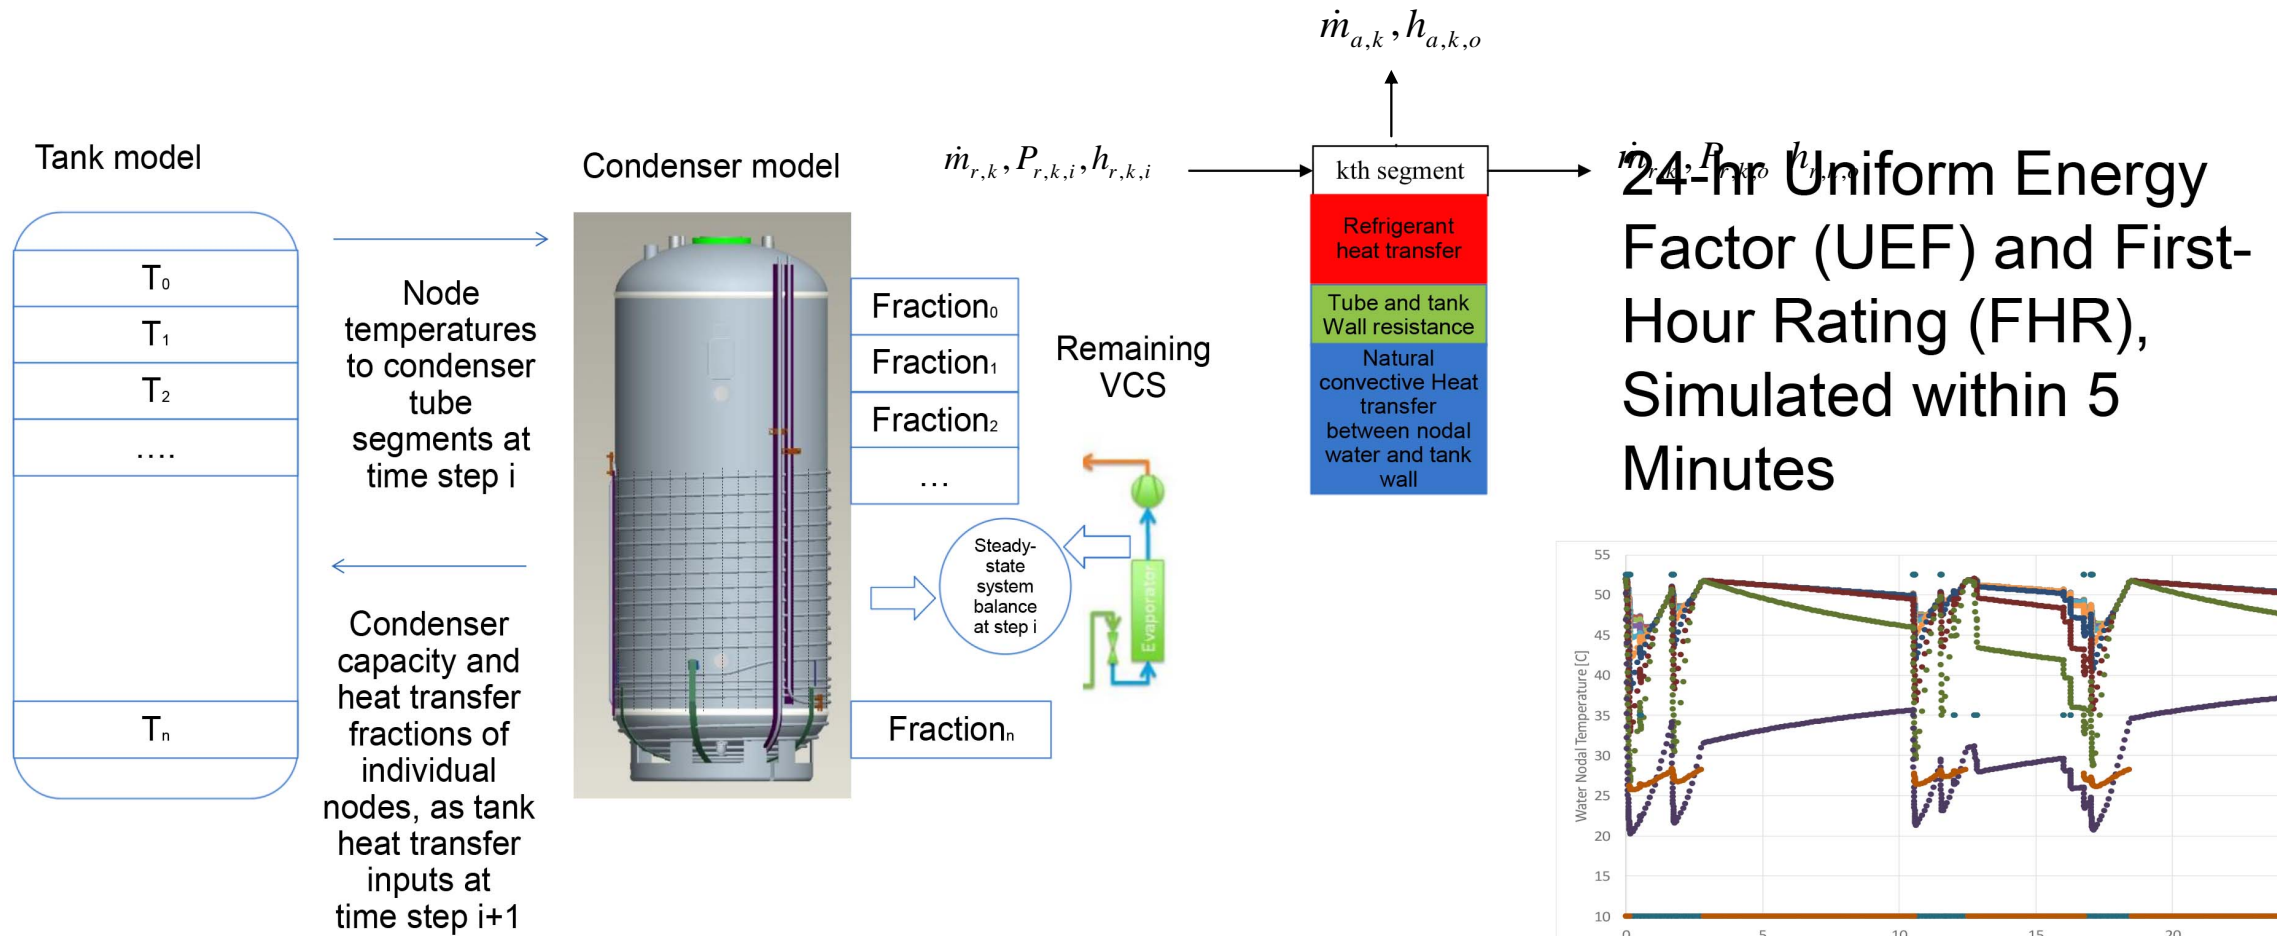 ṁa,k , ha,k,o
Tank model
Condenser model
ṁr,k , Pr,k,i , hr,k,i
kth segment
ṁr,k , Pr,k,o hr,k,o
24-hr Uniform Energy
Factor (UEF) and First-
Hour Rating (FHR),
Simulated within 5
Minutes
Refrigerant
heat transfer
Tube and tank
Wall resistance
Natural
convective Heat
transfer
between nodal
water and tank
wall
T0
T1
T2
....
Tn
Node
temperatures
to condenser
tube
segments at
time step i
Condenser
capacity and
heat transfer
fractions of
individual
nodes, as tank
heat transfer
inputs at
time step i+1
Fraction0
Fraction1
Fraction2
...
Fractionn
Remaining
VCS
Steady-
state
system
balance
at step i
Evaporator
Water Nodal Temperature [C]
55
50
45
40
35
30
25
20
15
10
0
5
10
15
20